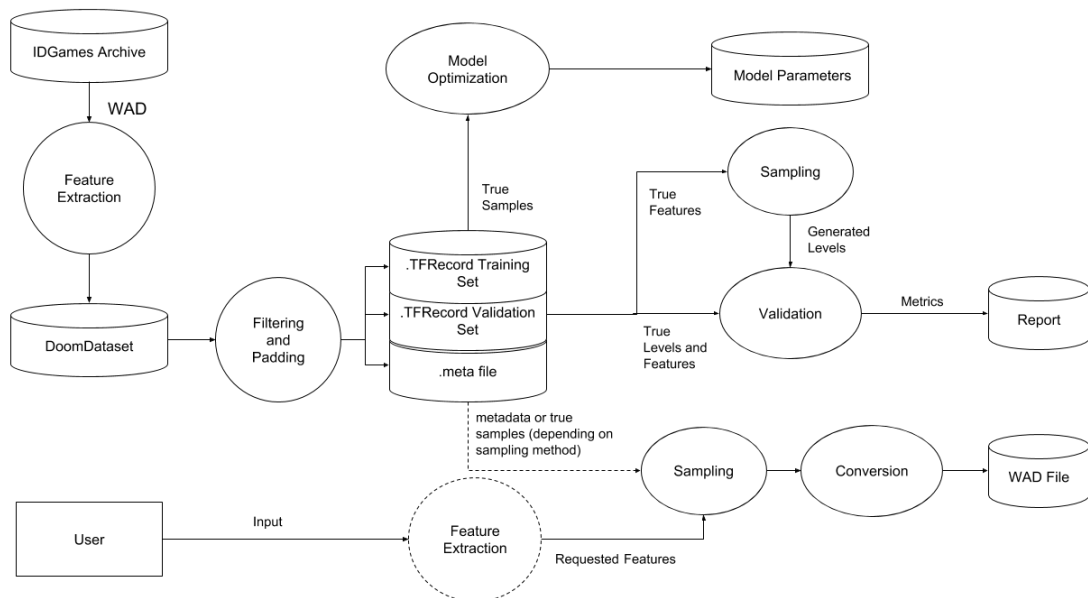 IDGames Archive
WAD
Feature
Extraction
DoomDataset
Filtering
and
Padding
Model
Optimization
Model Parameters
True
Samples
.TFRecord Training
Set
.TFRecord Validation
Set
.meta file
True
Features
Sampling
Generated
Levels
True
Levels and
Features
Validation
Metrics
Report
metadata or true
samples (depending on
sampling method)
Sampling
Conversion
WAD File
User
Input
Feature
Extraction
Requested Features